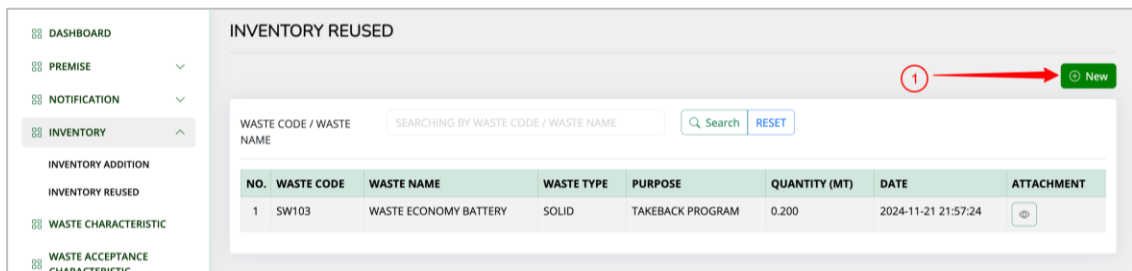 DASHBOARD
PREMISE
NOTIFICATION
INVENTORY
INVENTORY ADDITION
INVENTORY REUSED
WASTE CHARACTERISTIC
WASTE ACCEPTANCE
CHARACTERISTIC
INVENTORY REUSED
1
New
WASTE CODE / WASTE
NAME
SEARCHING BY WASTE CODE / WASTE NAME
Search RESET
NO. WASTE CODE WASTE NAME WASTE TYPE PURPOSE QUANTITY (MT) DATE ATTACHMENT
1 SW103 WASTE ECONOMY BATTERY SOLID TAKEBACK PROGRAM 0.200 2024-11-21 21:57:24